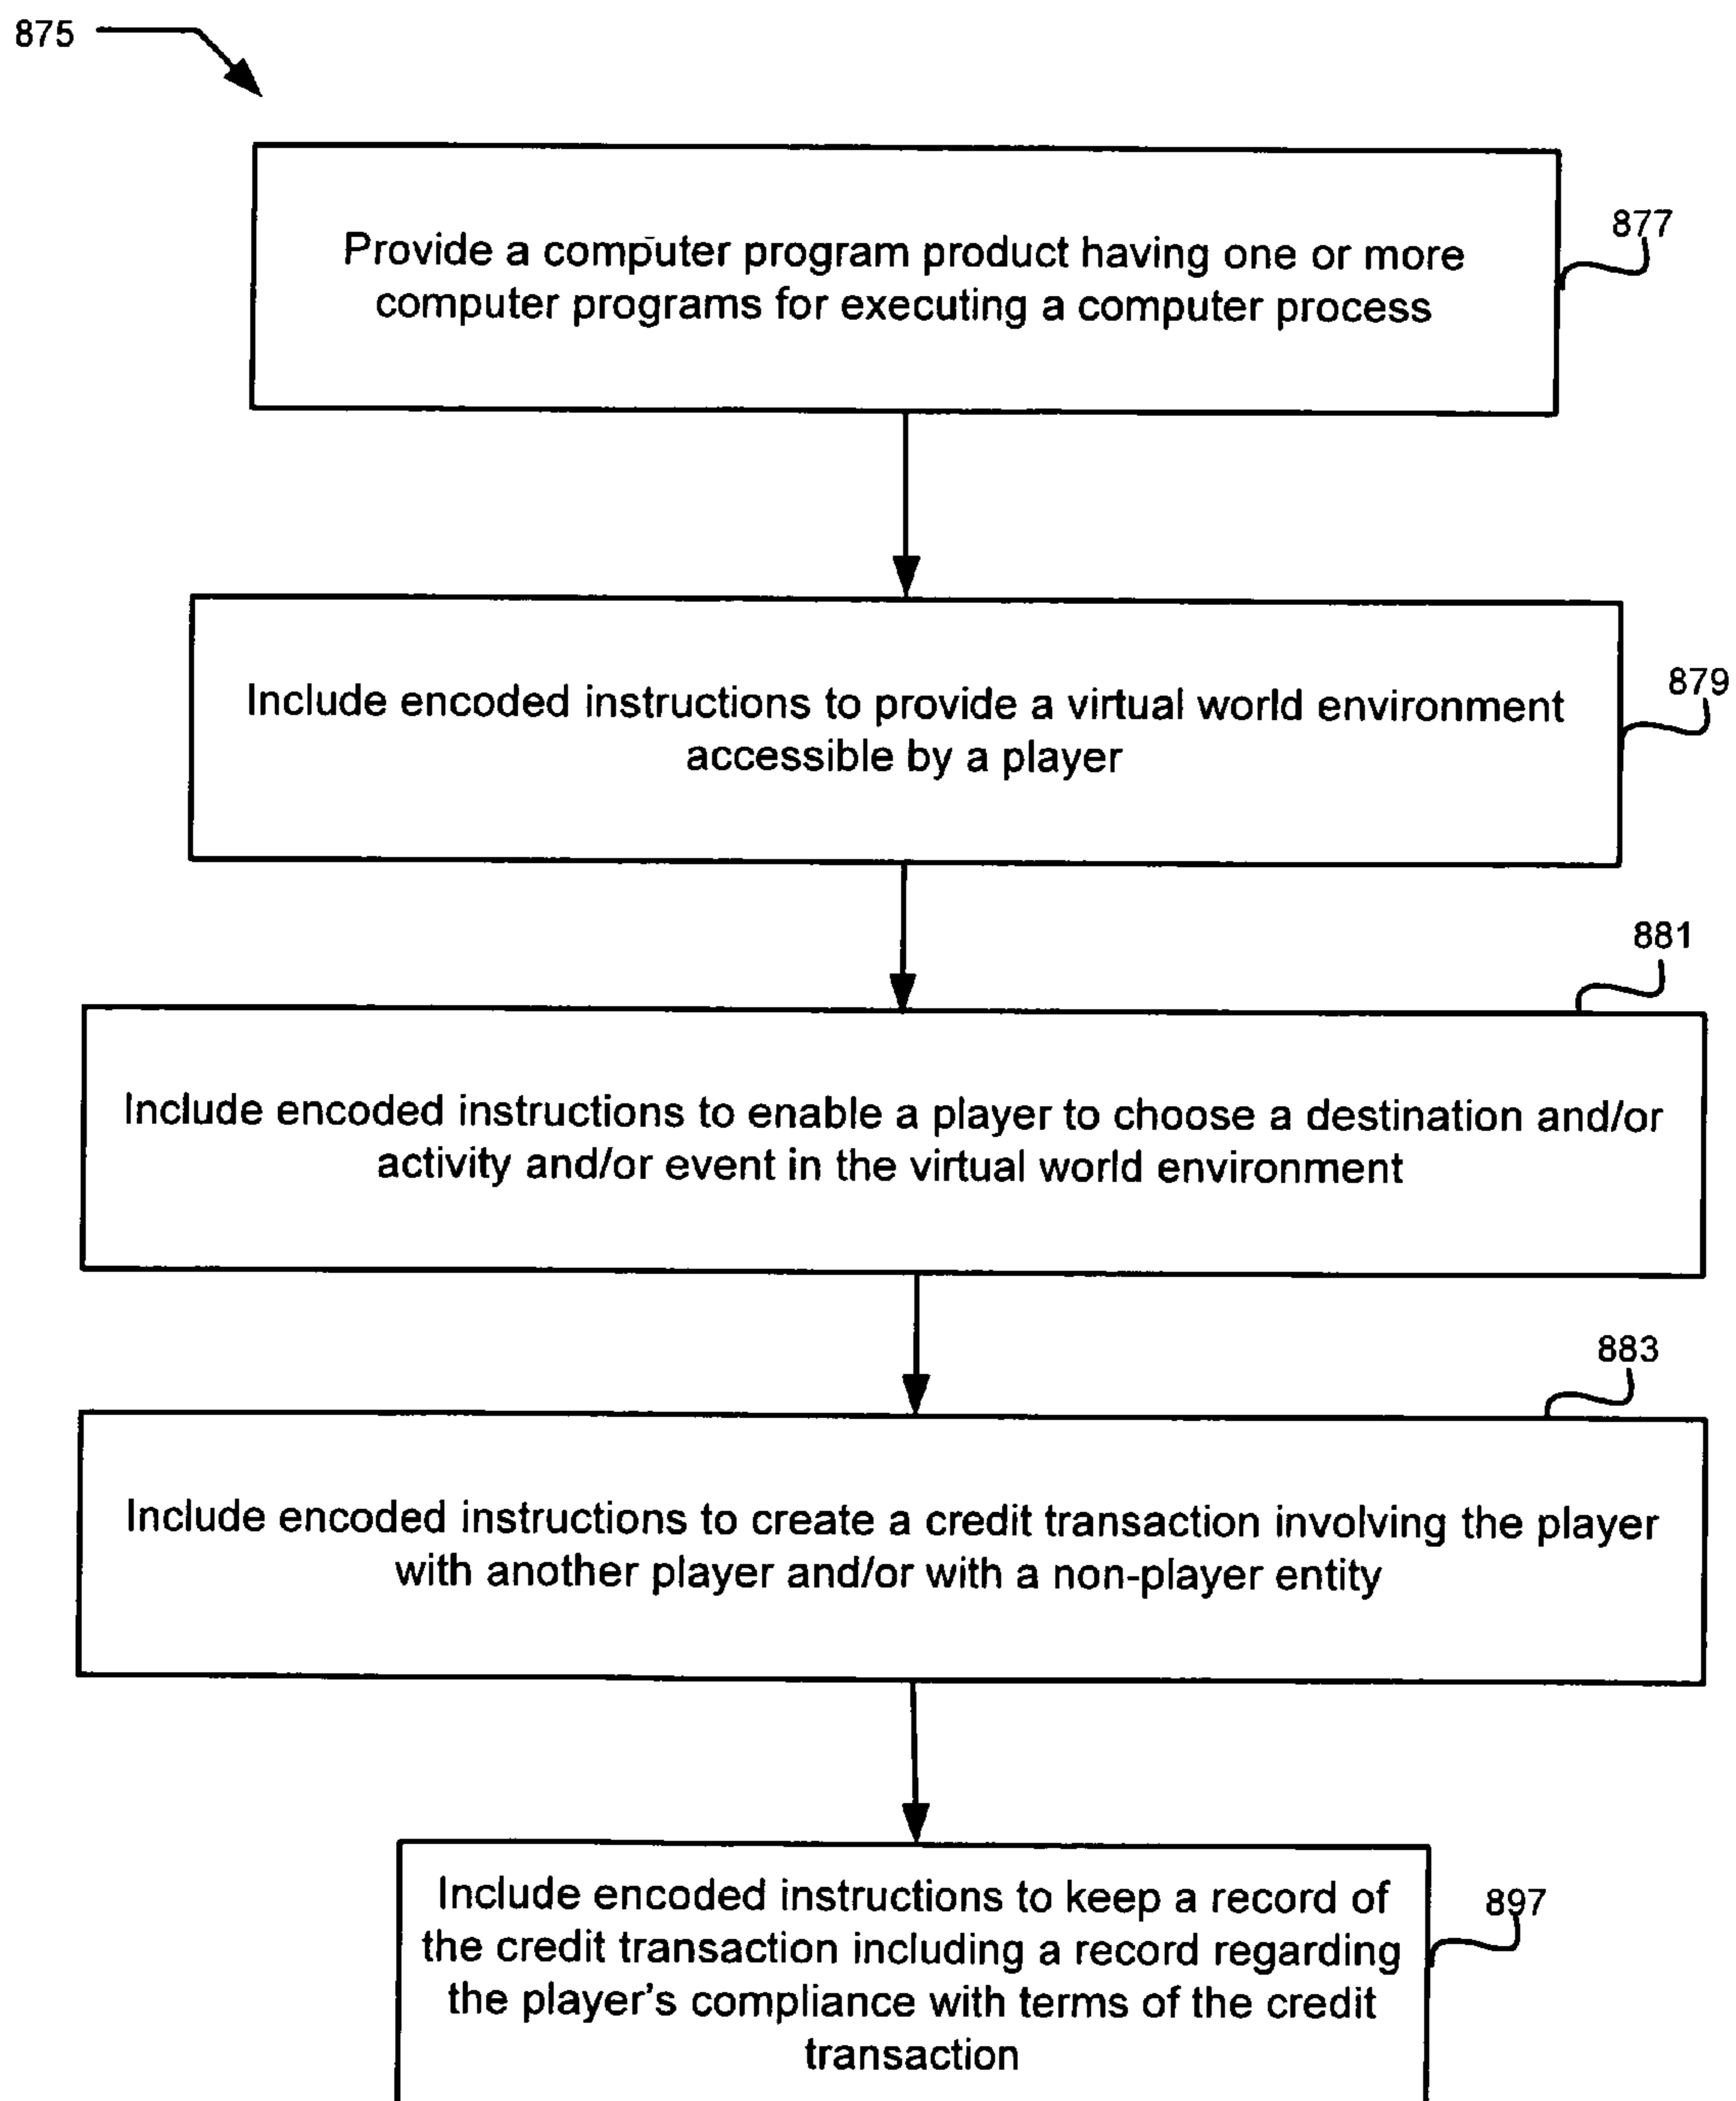 875
Provide a computer program product having one or more
computer programs for executing a computer process
877
Include encoded instructions to provide a virtual world environment
accessible by a player
879
881
Include encoded instructions to enable a player to choose a destination and/or
activity and/or event in the virtual world environment
883
Include encoded instructions to create a credit transaction involving the player
with another player and/or with a non-player entity
Include encoded instructions to keep a record of
the credit transaction including a record regarding
the player's compliance with terms of the credit
transaction
897